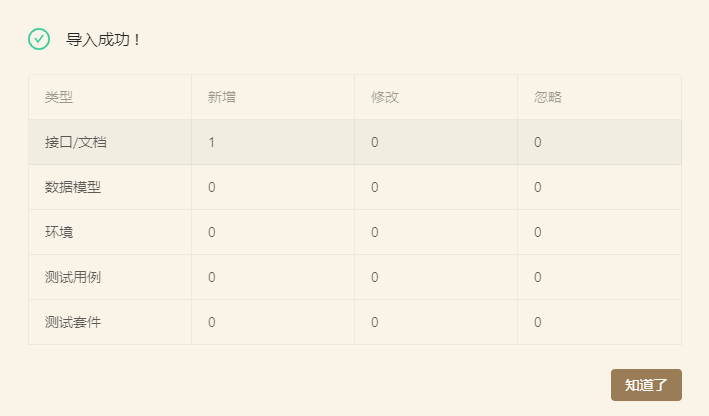 导入成功！
类型 新增 修改 忽略
接口/文档 1 0 0
数据模型 0 0 0
环境 0 0 0
测试用例 0 0 0
测试套件 0 0 0
知道了